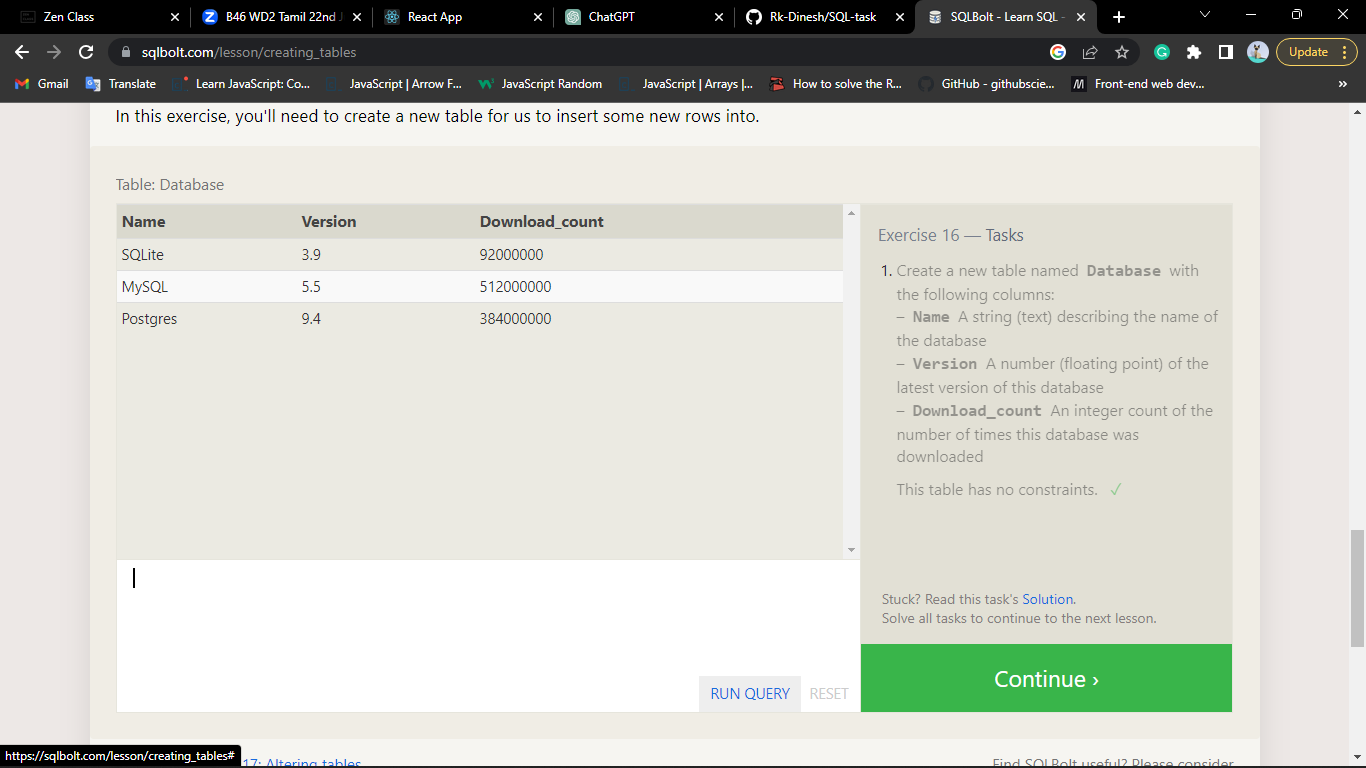 Zen Class
B46 WD2 Tamil 22nd J
React App
ChatGPT
Rk-Dinesh/SQL-task
SQLBolt - Learn SQL -
sqlbolt.com/lesson/creating_tables
Update
Gmail
Translate
Learn JavaScript: Co...
JavaScript | Arrow F...
JavaScript Random
JavaScript | Arrays |...
How to solve the R...
GitHub - githubscie...
Front-end web dev...
»
In this exercise, you'll need to create a new table for us to insert some new rows into.
Table: Database
Name Version Download_count
SQLite 3.9 92000000
MySQL 5.5 512000000
Postgres 9.4 384000000
RUN QUERY RESET
Exercise 16 — Tasks
1. Create a new table named Database with
the following columns:
– Name A string (text) describing the name of
the database
– Version A number (floating point) of the
latest version of this database
– Download_count An integer count of the
number of times this database was
downloaded
This table has no constraints. ✓
Stuck? Read this task's Solution.
Solve all tasks to continue to the next lesson.
Continue ›
https://sqlbolt.com/lesson/creating_tables#
17: Altering tables
Find SQLBolt useful? Please consider